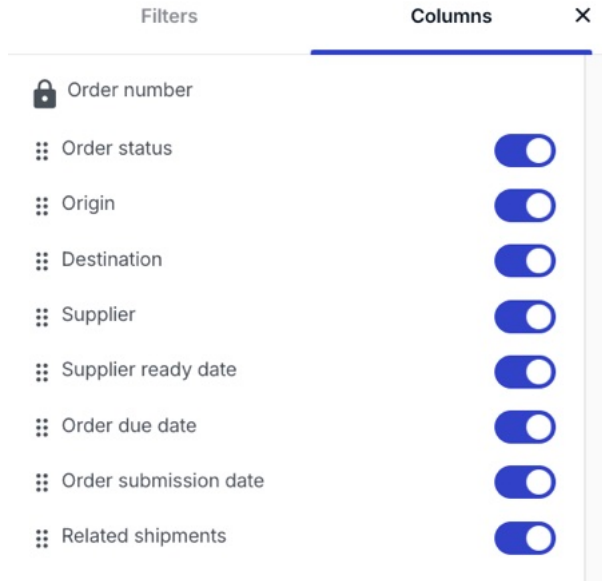 Filters Columns
Order number
Order status
Origin
Destination
Supplier
Supplier ready date
Order due date
Order submission date
Related shipments